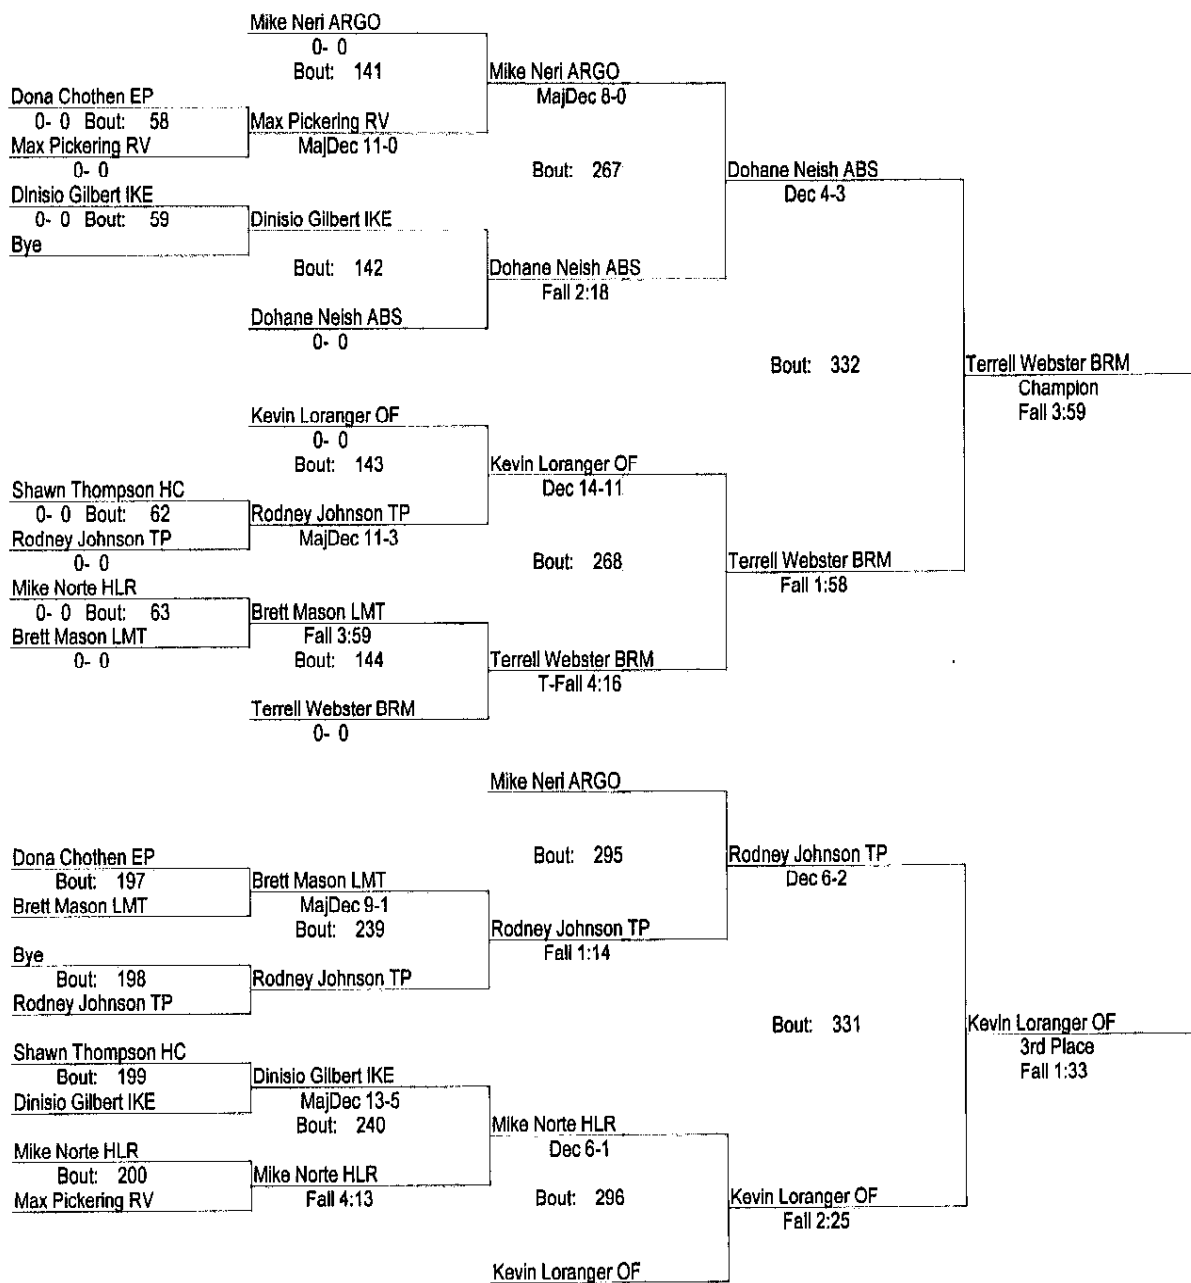 Mike Neri ARGO
0- 0
Bout: 141
Mike Neri ARGO
MajDec 8-0
Dona Chothen EP
0- 0 Bout: 58
Max Pickering RV
Max Pickering RV
MajDec 11-0
0- 0
Bout: 267
Dohane Neish ABS
Dec 4-3
Dinisio Gilbert IKE
0- 0 Bout: 59
Dinisio Gilbert IKE
Bye
Bout: 142
Dohane Neish ABS
Fall 2:18
Dohane Neish ABS
0- 0
Bout: 332
Terrell Webster BRM
Champion
Fall 3:59
Kevin Loranger OF
0- 0
Bout: 143
Kevin Loranger OF
Dec 14-11
Shawn Thompson HC
0- 0 Bout: 62
Rodney Johnson TP
Rodney Johnson TP
MajDec 11-3
0- 0
Bout: 268
Terrell Webster BRM
Fall 1:58
Mike Norte HLR
0- 0 Bout: 63
Brett Mason LMT
Brett Mason LMT
Fall 3:59
0- 0
Bout: 144
Terrell Webster BRM
T-Fall 4:16
Terrell Webster BRM
0- 0
Mike Neri ARGO
Dona Chothen EP
Bout: 295
Rodney Johnson TP
Dec 6-2
Bout: 197
Brett Mason LMT
Brett Mason LMT
MajDec 9-1
Bout: 239
Rodney Johnson TP
Fall 1:14
Bye
Bout: 198
Rodney Johnson TP
Rodney Johnson TP
Bout: 331
Kevin Loranger OF
3rd Place
Fall 1:33
Shawn Thompson HC
Bout: 199
Dinisio Gilbert IKE
Dinisio Gilbert IKE
MajDec 13-5
Bout: 240
Mike Norte HLR
Dec 6-1
Mike Norte HLR
Bout: 200
Mike Norte HLR
Max Pickering RV
Fall 4:13
Bout: 296
Kevin Loranger OF
Fall 2:25
Kevin Loranger OF